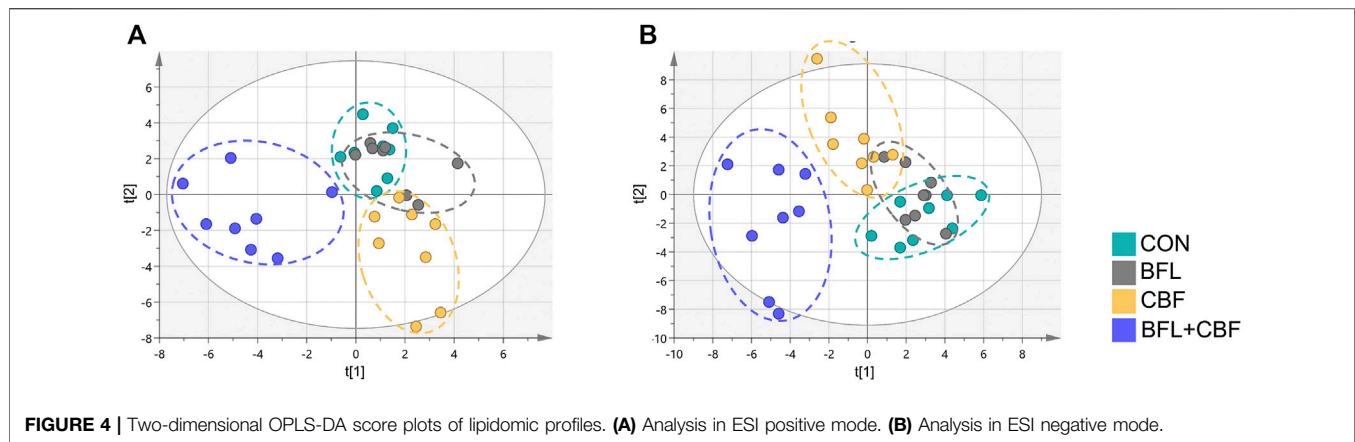 A
t[2]
6
4
2
0
-2
-4
-6
-8
-8 -6 -4 -2 0 2 4 6
t[1]
B
t[2]
8
6
4
2
0
-2
-4
-6
-8
-10
-10 -8 -6 -4 -2 0 2 4 6 8
t[1]
CON
BFL
CBF
BFL+CBF
FIGURE 4 | Two-dimensional OPLS-DA score plots of lipidomic profiles. (A) Analysis in ESI positive mode. (B) Analysis in ESI negative mode.